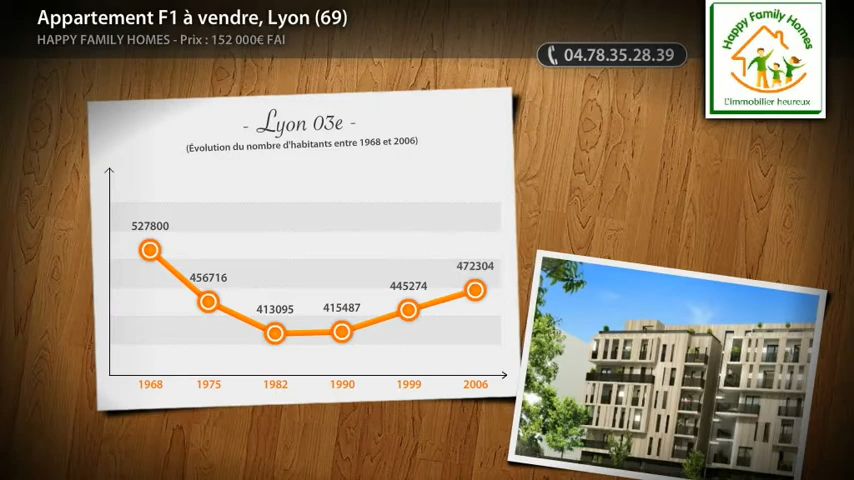 Appartement F1 à vendre, Lyon (69)
HAPPY FAMILY HOMES - Prix : 152 000€ FAI
04.78.35.28.39
Happy Family Homes
L'immobilier heureux
- Lyon 03e -
(Évolution du nombre d'habitants entre 1968 et 2006)
527800
456716
413095
415487
445274
472304
1968 1975 1982 1990 1999 2006